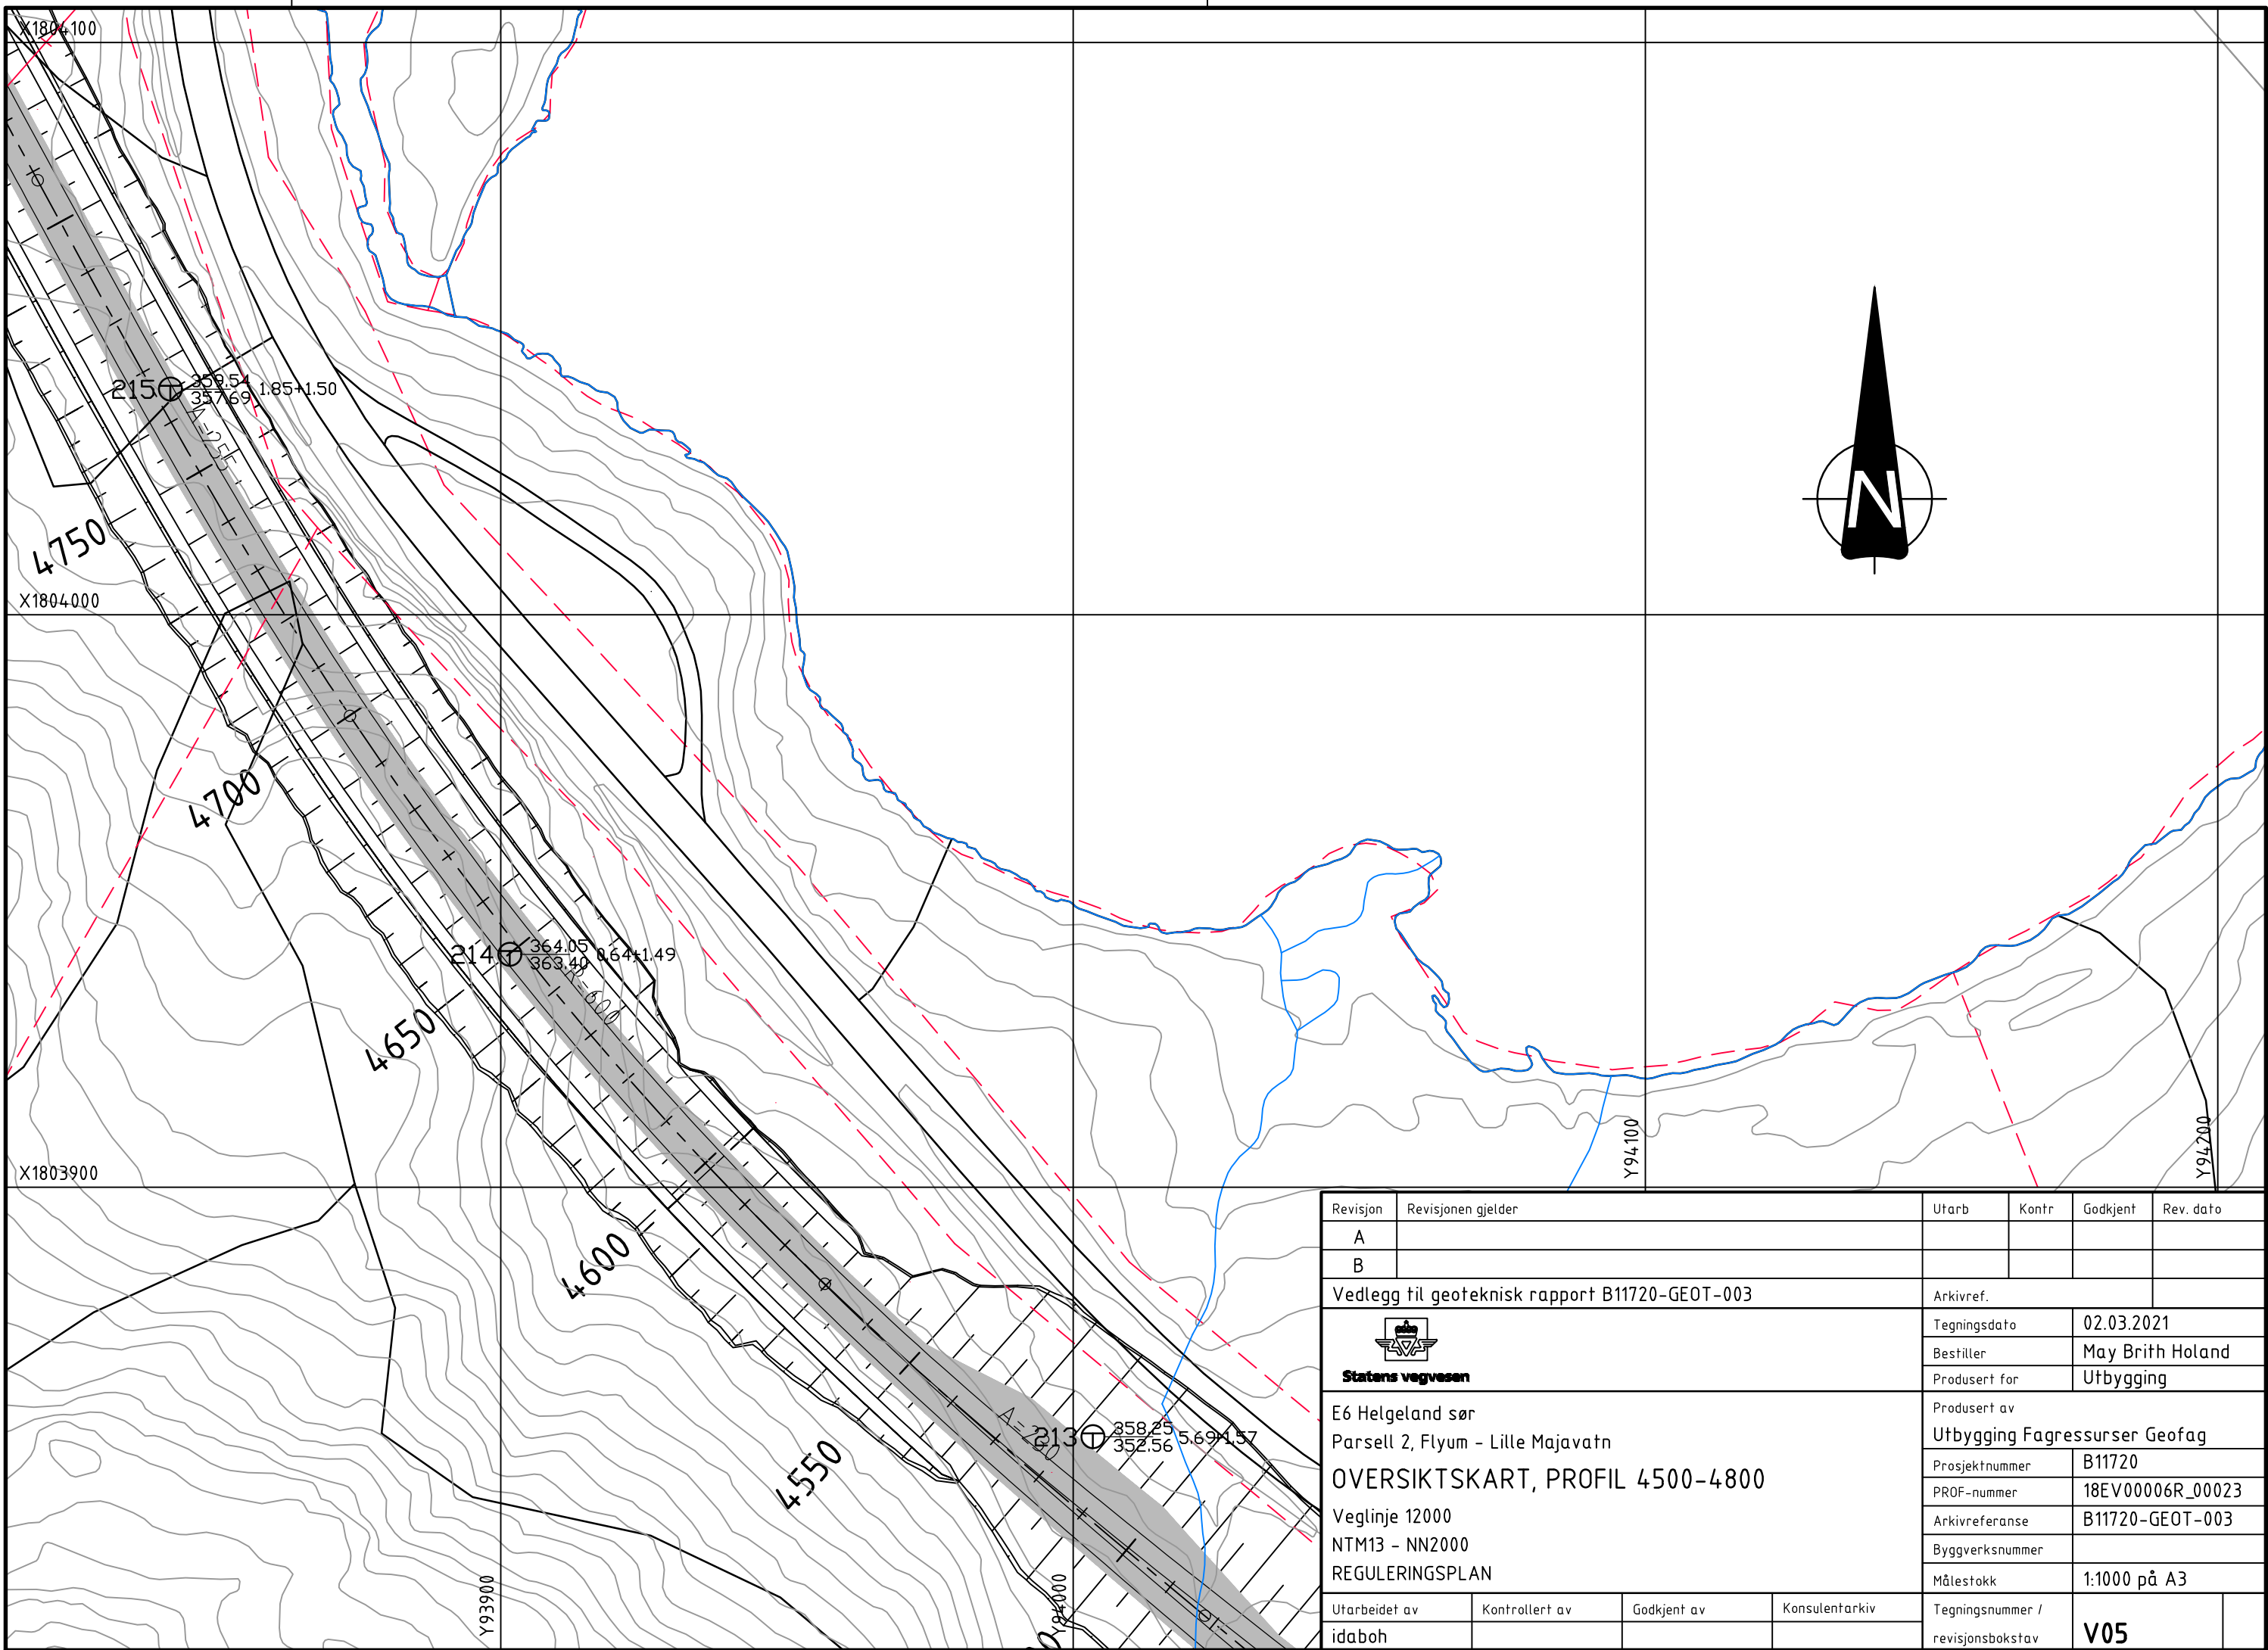 X1804100
215 359.54 1.85+1.50
357.69
A=255
N
4750
X1804000
4700
214 364.05 0.64+1.49
363.40
R=600
4650
Y94100
Y94200
X1803900
4600
213 358.25 5.69+1.57
352.56
4550
Y93900
Y94000
Revisjon Revisjonen gjelder Utarb Kontr Godkjent Rev. dato
A
B
Vedlegg til geoteknisk rapport B11720-GEOT-003 Arkivref.
Statens vegvesen
Tegningsdato 02.03.2021
Bestiller May Brith Holand
Produsert for Utbygging
E6 Helgeland sør
Parsell 2, Flyum - Lille Majavatn
OVERSIKTSKART, PROFIL 4500-4800
Veglinje 12000
NTM13 - NN2000
REGULERINGSPLAN
Produsert av
Utbygging Fagressurser Geofag
Prosjektnummer B11720
PROF-nummer 18EV00006R_00023
Arkivreferanse B11720-GEOT-003
Byggverksnummer
Målestokk 1:1000 på A3
Utarbeidet av Kontrollert av Godkjent av Konsulentarkiv
idaboh
Tegningsnummer /
revisjonsbokstav V05